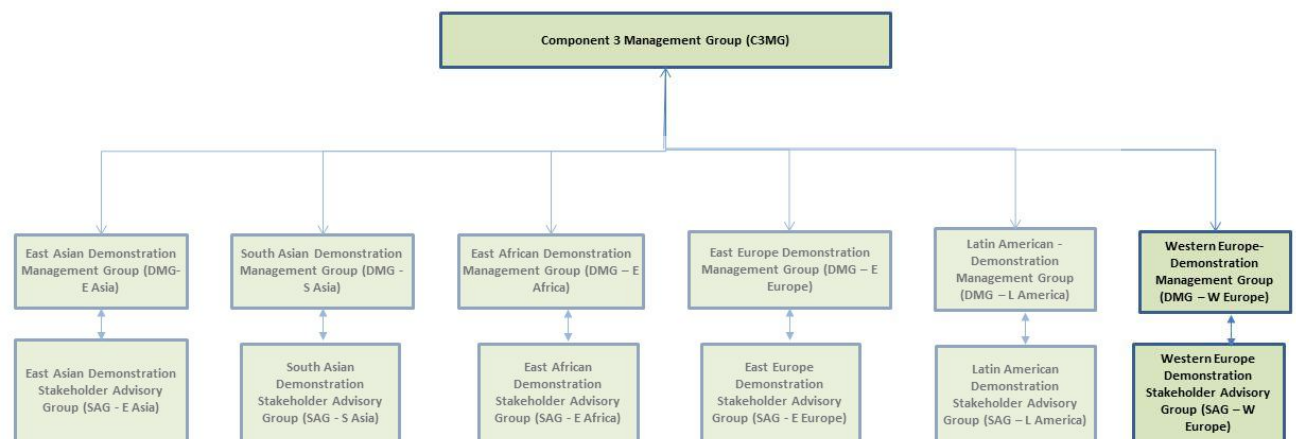 Component 3 Management Group (C3MG)
East Asian Demonstration
Management Group (DMG-
E Asia)
South Asian Demonstration
Management Group (DMG -
S Asia)
East African Demonstration
Management Group (DMG – E
Africa)
East Europe Demonstration
Management Group (DMG – E
Europe)
Latin American -
Demonstration
Management Group
(DMG – L America)
Western Europe-
Demonstration
Management Group
(DMG – W Europe)
East Asian Demonstration
Stakeholder Advisory
Group (SAG - E Asia)
South Asian
Demonstration
Stakeholder Advisory
Group (SAG - S Asia)
East African
Demonstration
Stakeholder Advisory
Group (SAG - E Africa)
East Europe
Demonstration
Stakeholder Advisory
Group (SAG - E Europe)
Latin American
Demonstration
Stakeholder Advisory
Group (SAG – L America)
Western Europe
Demonstration
Stakeholder Advisory
Group (SAG – W
Europe)